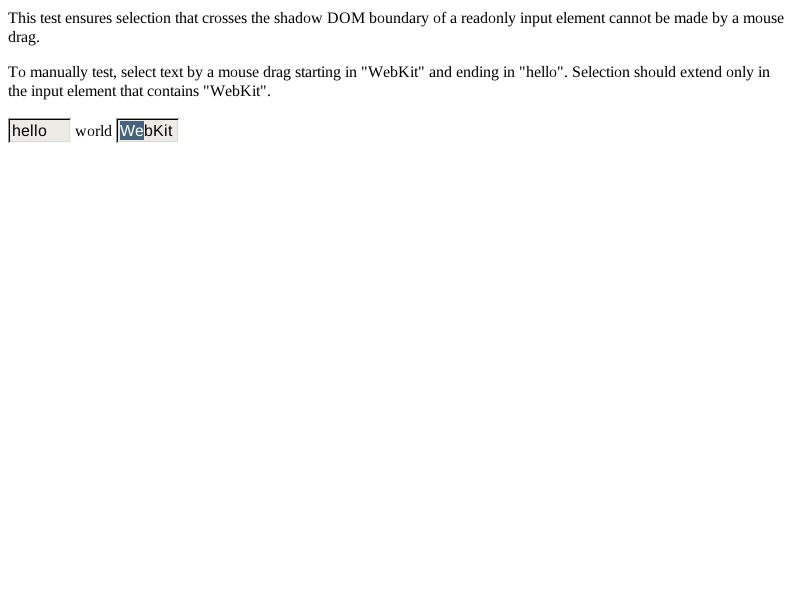 This test ensures selection that crosses the shadow DOM boundary of a readonly input element cannot be made by a mouse
drag.
To manually test, select text by a mouse drag starting in "WebKit" and ending in "hello". Selection should extend only in
the input element that contains "WebKit".
hello world WebKit